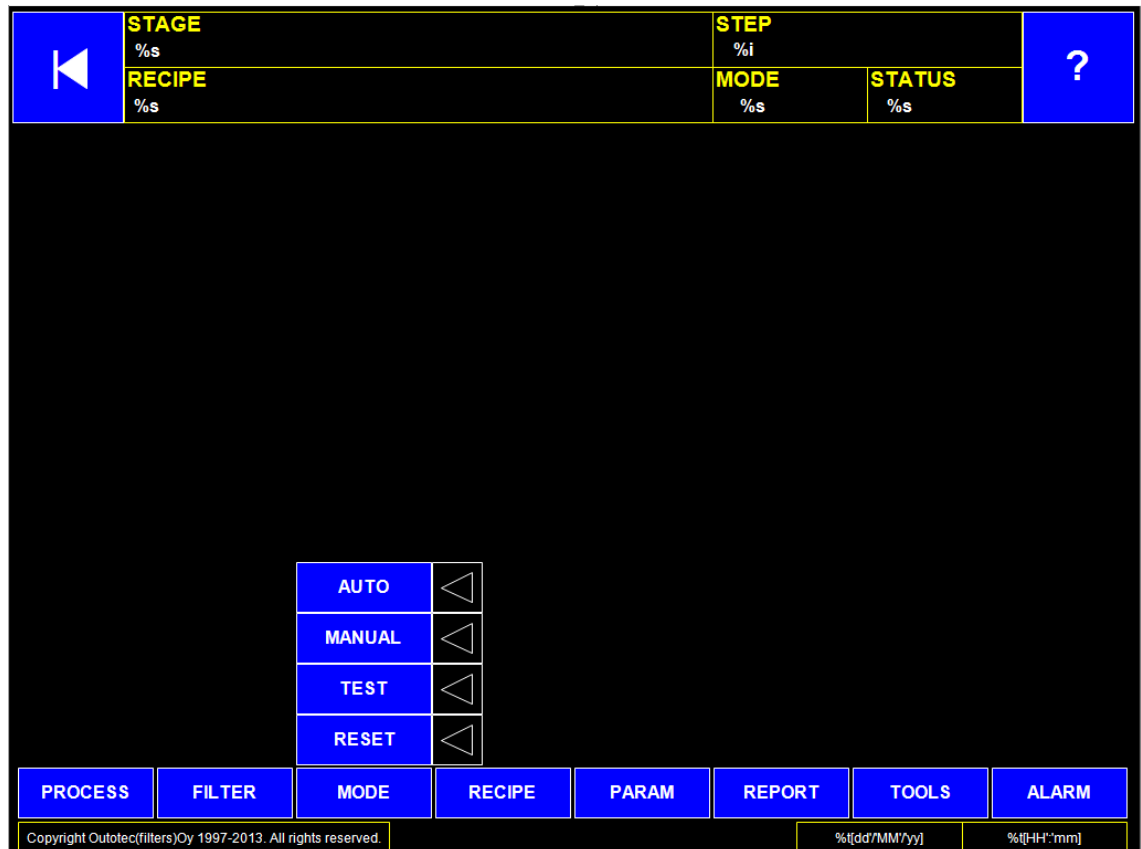 STAGE
%s
STEP
%i
?
RECIPE
%s
MODE
%s
STATUS
%s
AUTO
MANUAL
TEST
RESET
PROCESS FILTER MODE RECIPE PARAM REPORT TOOLS ALARM
Copyright Outotec(filters)Oy 1997-2013. All rights reserved. %t[dd'/'MM'/'yy] %t[HH':'mm]